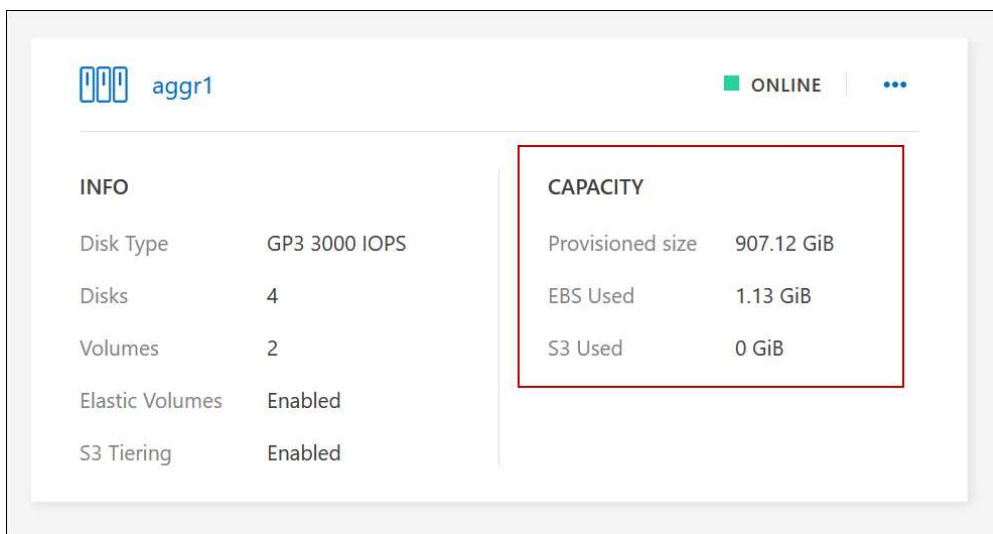 aggr1
ONLINE
INFO
Disk Type GP3 3000 IOPS
Disks 4
Volumes 2
Elastic Volumes Enabled
S3 Tiering Enabled
CAPACITY
Provisioned size 907.12 GiB
EBS Used 1.13 GiB
S3 Used 0 GiB